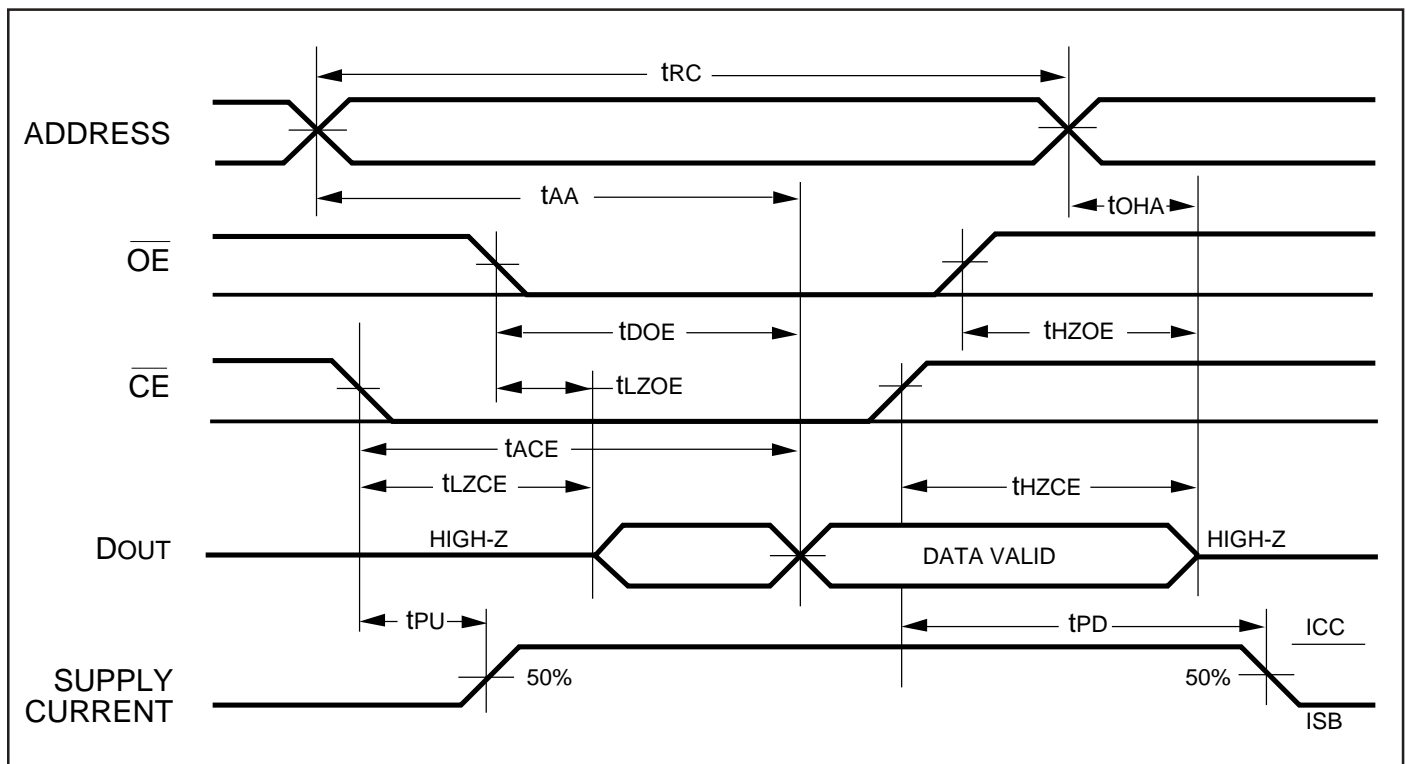 tRC
ADDRESS
tAA
tOHA
OE
tDOE
tHZOE
CE
tLZOE
tACE
tLZCE
tHZCE
DOUT
HIGH-Z
DATA VALID
HIGH-Z
tPU
tPD
ICC
SUPPLY
CURRENT
50%
50%
ISB